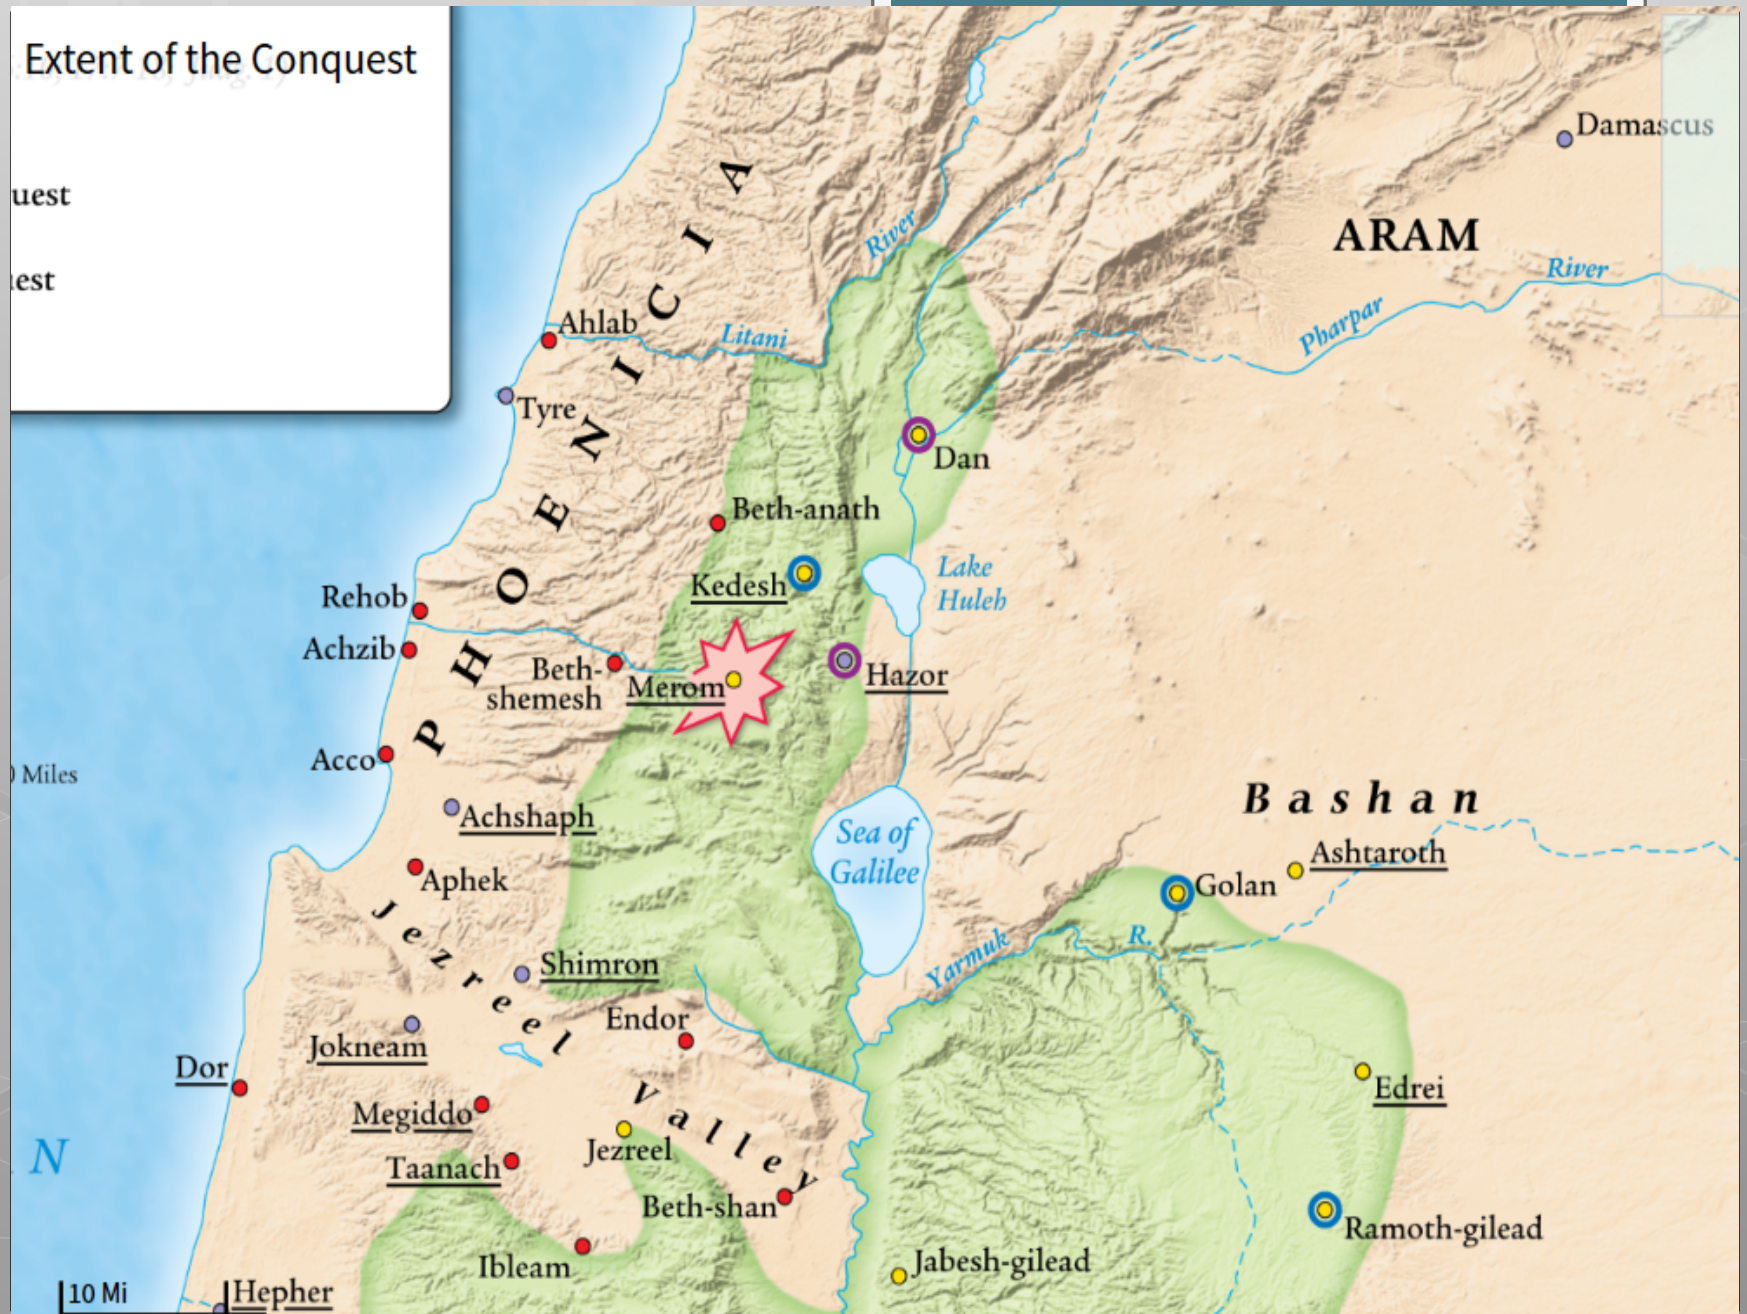 Extent of the Conquest
uest
est
Damascus
PHOENICIA
ARAM
River
River
Pharpar
Ahlab
Litani
Tyre
Dan
Beth-anath
Kedesh
Lake
Huleh
Rehob
Achzib
Beth-
shemesh
Merom
Hazor
Acco
0 Miles
Achshaph
Bashan
Sea of
Galilee
Ashtaroth
Aphek
Golan
Jezreel Valley
Yarmuk R.
Shimron
Endor
Jokneam
Dor
Edrei
Megiddo
Jezreel
Taanach
N
Beth-shan
Ramoth-gilead
Ibleam
Jabesh-gilead
10 Mi
Hepher